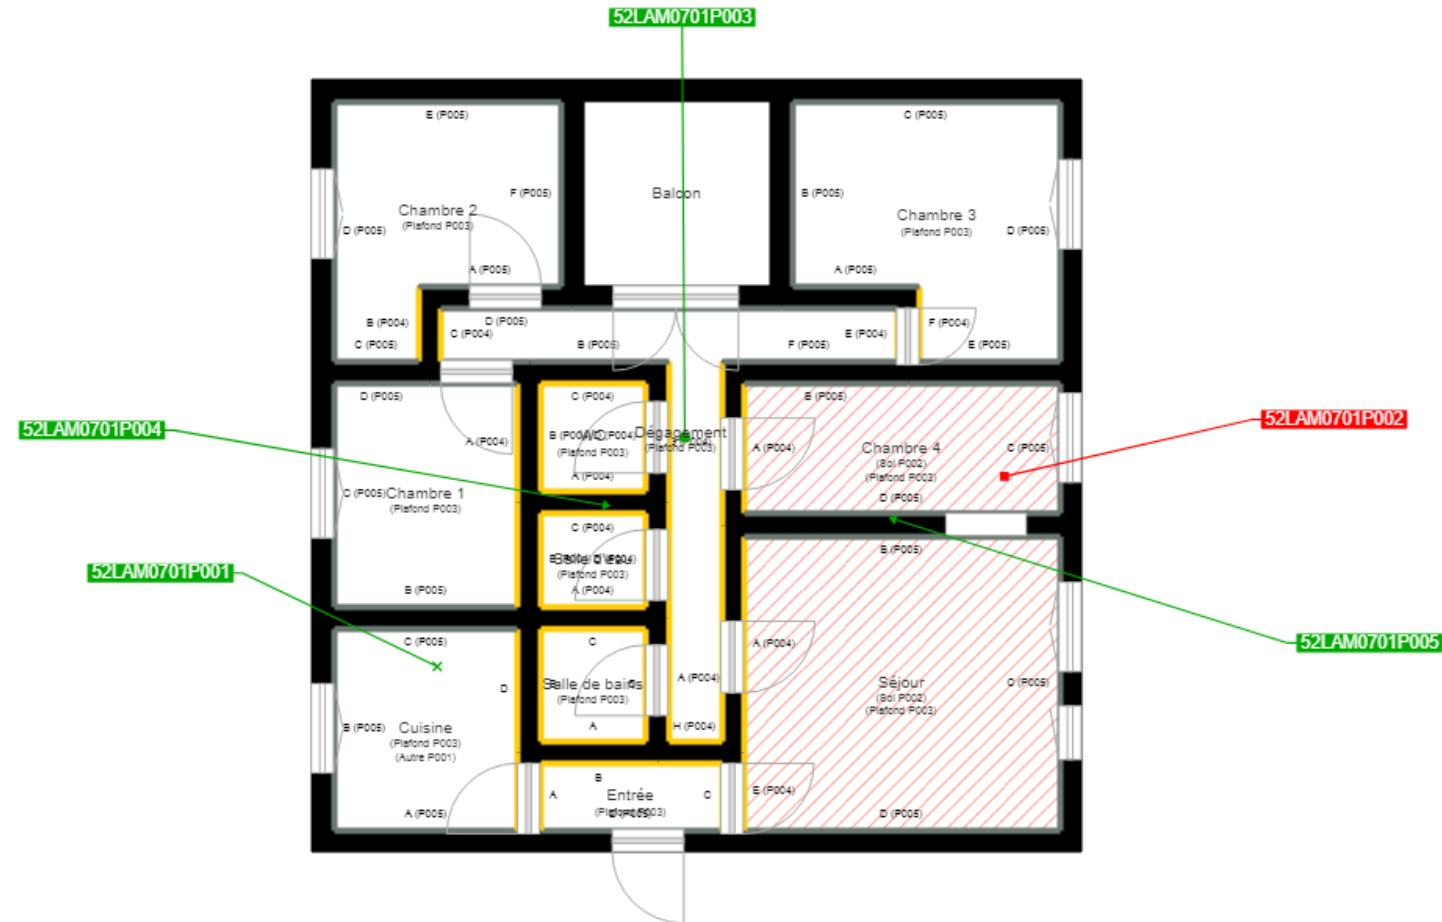 52LAM0701P003
E (P005)
C (P005)
F (P005)
Balcon
B (P005)
Chambre 2
(Plafond P003)
Chambre 3
(Plafond P003)
D (P005)
D (P005)
A (P005)
A (P005)
B (P004)
C (P005)
D (P005)
C (P004)
B (P005)
F (P005)
E (P004)
F (P004)
E (P005)
D (P005)
C (P004)
B (P005)
52LAM0701P002
52LAM0701P004
A (P004)
Dégagement
(Plafond P003)
(Plafond P003)
A (P004)
A (P004)
Chambre 4
(Sol P002)
(Plafond P003)
C (P005)
D (P005)
C (P005)
Chambre 1
(Plafond P003)
C (P004)
(Plafond P003)
A (P004)
B (P005)
B (P005)
52LAM0701P001
52LAM0701P005
C (P005)
C
A (P004)
D
Salle de bains
(Plafond P003)
A (P004)
Séjour
(Sol P002)
(Plafond P003)
C (P005)
B (P005)
Cuisine
(Plafond P003)
(Autre P001)
A
H (P004)
A (P005)
A
B
Entrée
C
E (P004)
D (P005)